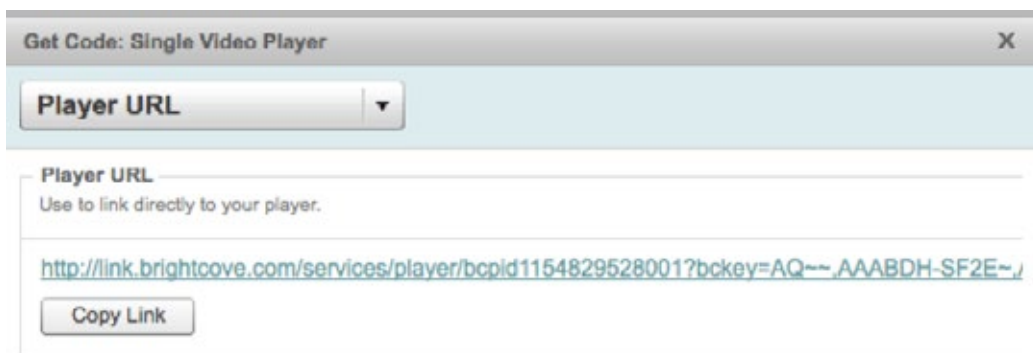 Get Code: Single Video Player X
Player URL
Player URL
Use to link directly to your player.
http://link.brightcove.com/services/player/bcpid1154829528001?bckey=AQ~~,AAABDH-SF2E~,
Copy Link